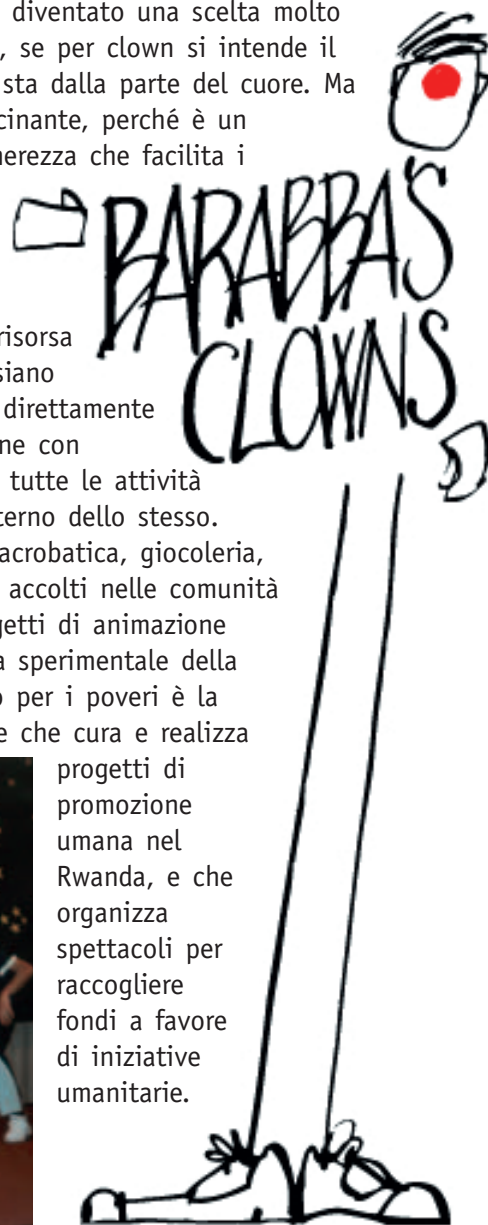 diventato una scelta molto
, se per clown si intende il
sta dalla parte del cuore. Ma
cinante, perché è un
nerezza che facilita i
BARABBA'S
CLOWNS
risorsa
siano
direttamente
ne con
tutte le attività
terno dello stesso.
acrobatica, giocoleria,
accolti nelle comunità
getti di animazione
a sperimentale della
o per i poveri è la
e che cura e realizza
progetti di
promozione
umana nel
Rwanda, e che
organizza
spettacoli per
raccogliere
fondi a favore
di iniziative
umanitarie.